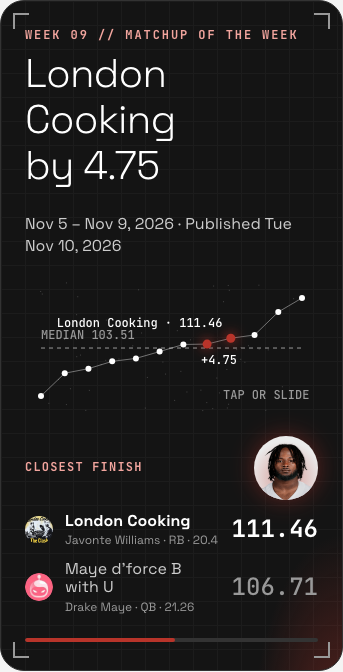 WEEK 09 // MATCHUP OF THE WEEK
London
Cooking
by 4.75
Nov 5 – Nov 9, 2026 · Published Tue
Nov 10, 2026
London Cooking · 111.46
MEDIAN 103.51
+4.75
TAP OR SLIDE
CLOSEST FINISH
London Cooking
111.46
Javonte Williams · RB · 20.4
Maye d'force B
with U
106.71
Drake Maye · QB · 21.26
The Clash